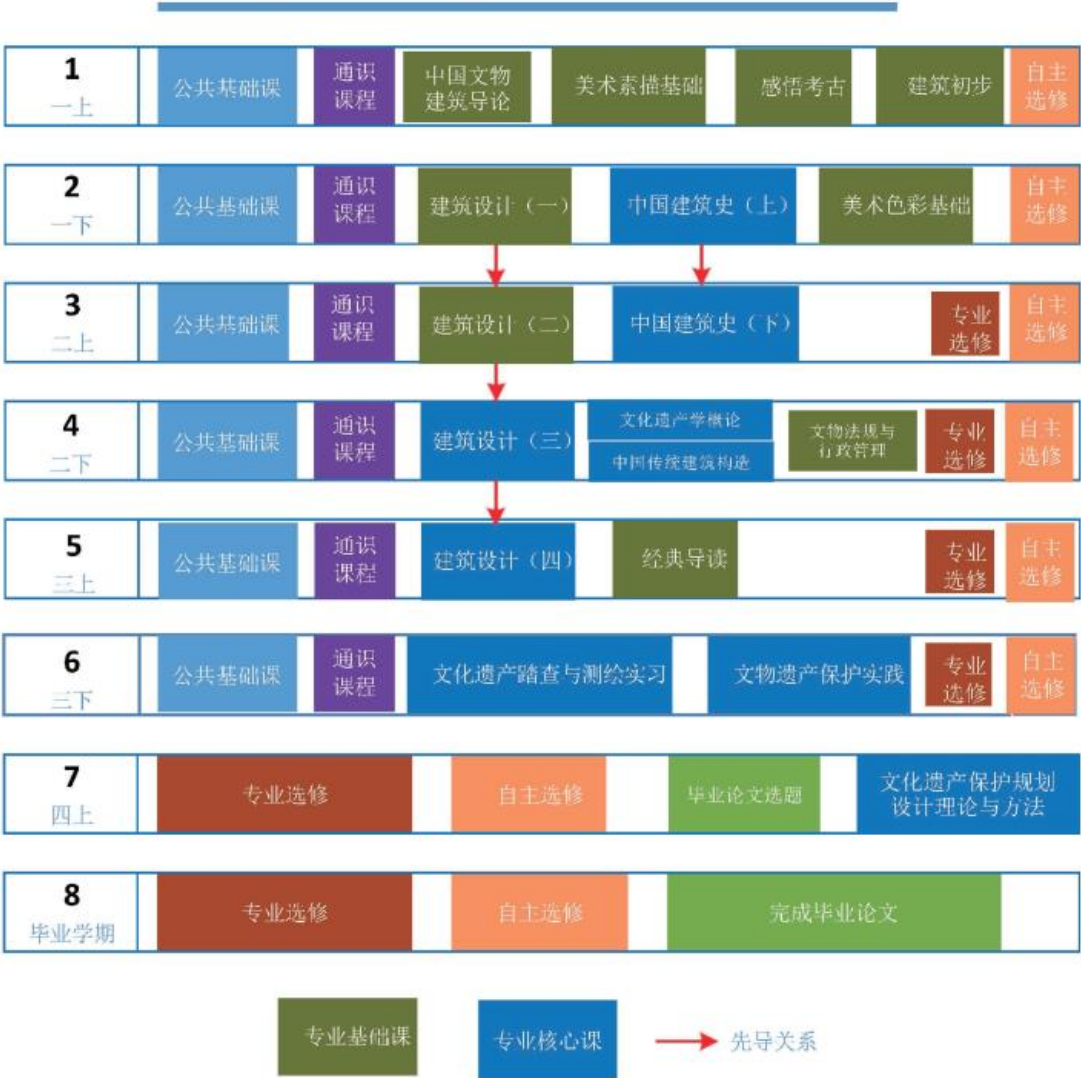 1
一上
公共基础课
通识
课程
中国文物
建筑导论
美术素描基础
感悟考古
建筑初步
自主
选修
2
一下
公共基础课
通识
课程
建筑设计（一）
中国建筑史（上）
美术色彩基础
自主
选修
3
二上
公共基础课
通识
课程
建筑设计（二）
中国建筑史（下）
专业
选修
自主
选修
4
二下
公共基础课
通识
课程
建筑设计（三）
文化遗产学概论
中国传统建筑构造
文物法规与
行政管理
专业
选修
自主
选修
5
三上
公共基础课
通识
课程
建筑设计（四）
经典导读
专业
选修
自主
选修
6
三下
公共基础课
通识
课程
文化遗产踏查与测绘实习
文物遗产保护实践
专业
选修
自主
选修
7
四上
专业选修
自主选修
毕业论文选题
文化遗产保护规划
设计理论与方法
8
毕业学期
专业选修
自主选修
完成毕业论文
专业基础课
专业核心课
先导关系